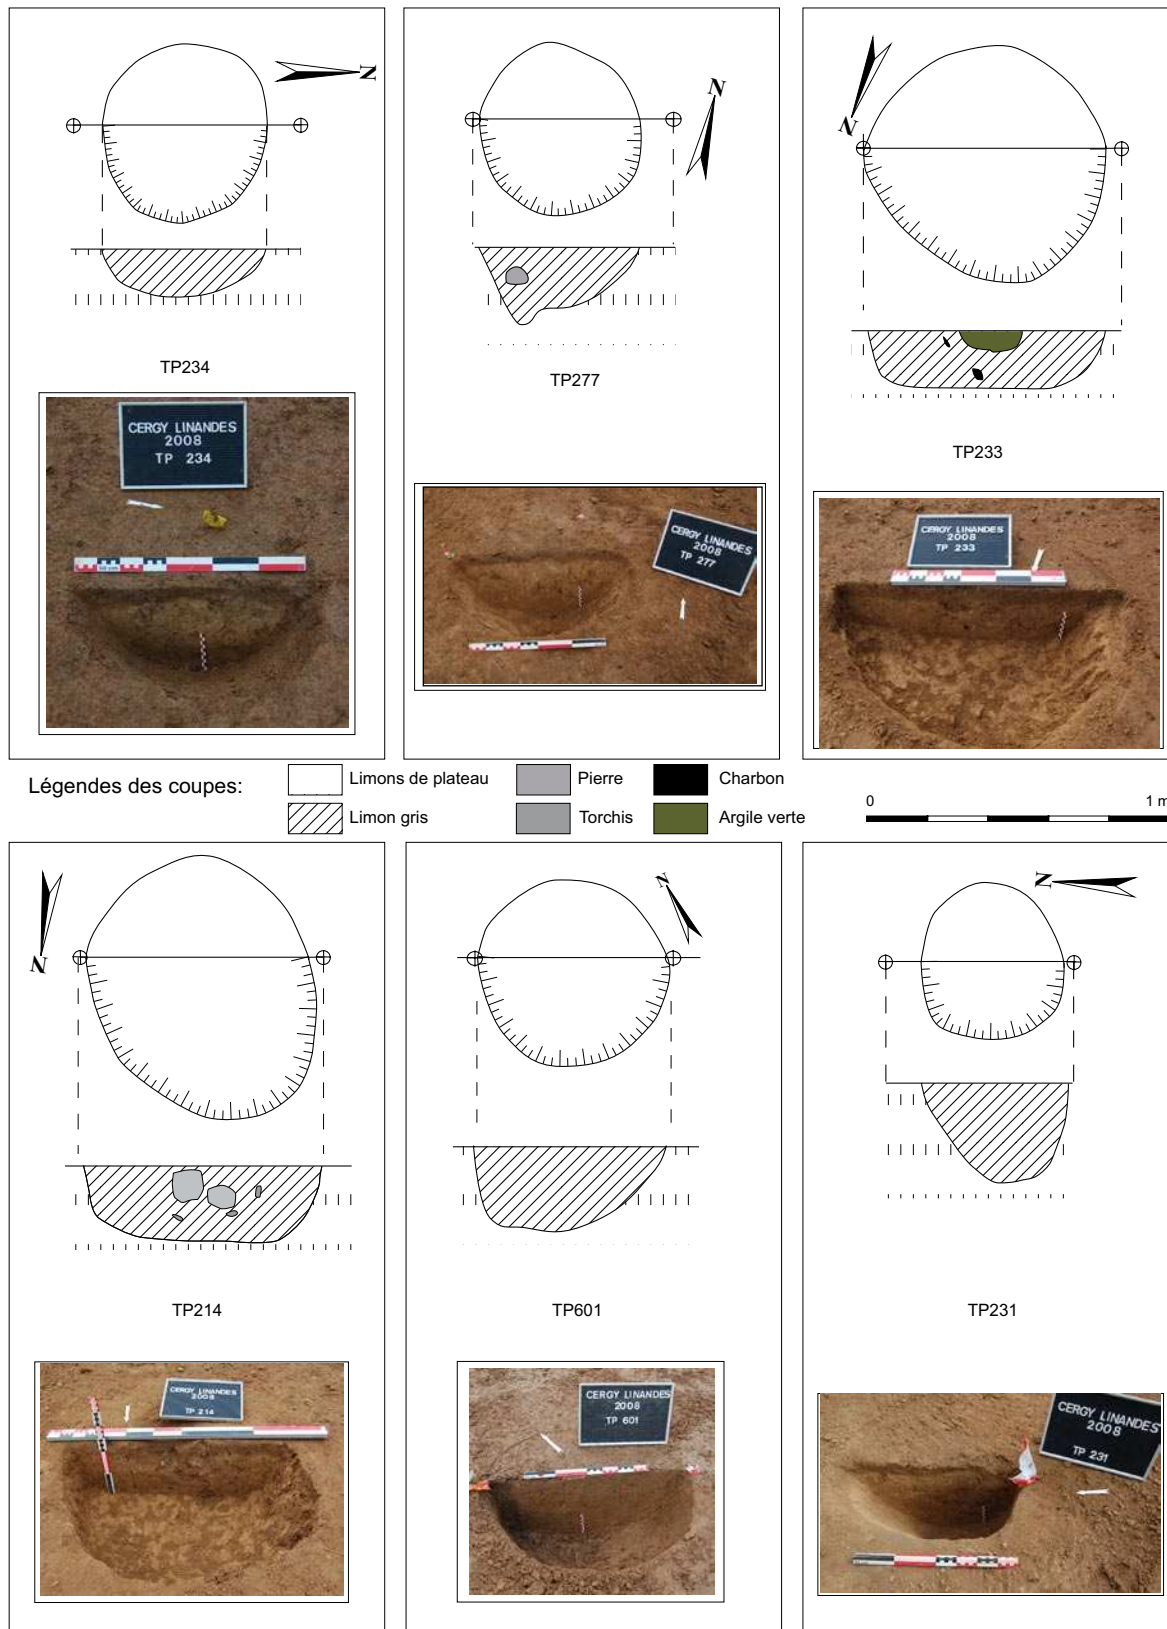 N
TP234
CERGY LINANDES
2008
TP 234
N
TP277
CERGY LINANDES
2008
TP 277
N
TP233
CERGY LINANDES
2008
TP 233
Légendes des coupes:
Limons de plateau
Pierre
Charbon
Limon gris
Torchis
Argile verte
0 1 m
N
TP214
CERGY LINANDES
2008
TP 214
N
TP601
CERGY LINANDES
2008
TP 601
N
TP231
CERGY LINANDES
2008
TP 231